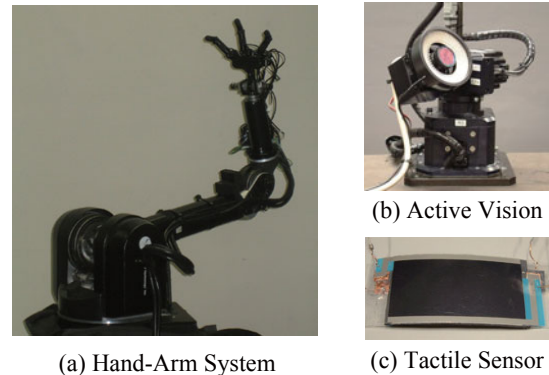 (b) Active Vision
(a) Hand-Arm System
(c) Tactile Sensor